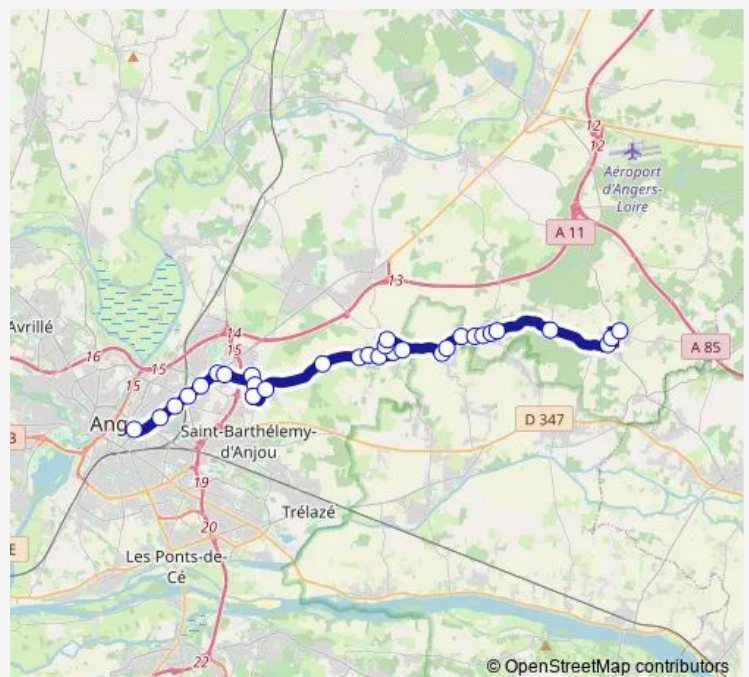 12
12
Aéroport
d'Angers-
Loire
A 11
13
Avrillé
14
15
16
15
15
A 85
Ang
D 347
3
Saint-Barthélemy-
d'Anjou
19
Trélazé
20
E
Les Ponts-de-
Cé
22
© OpenStreetMap contributors